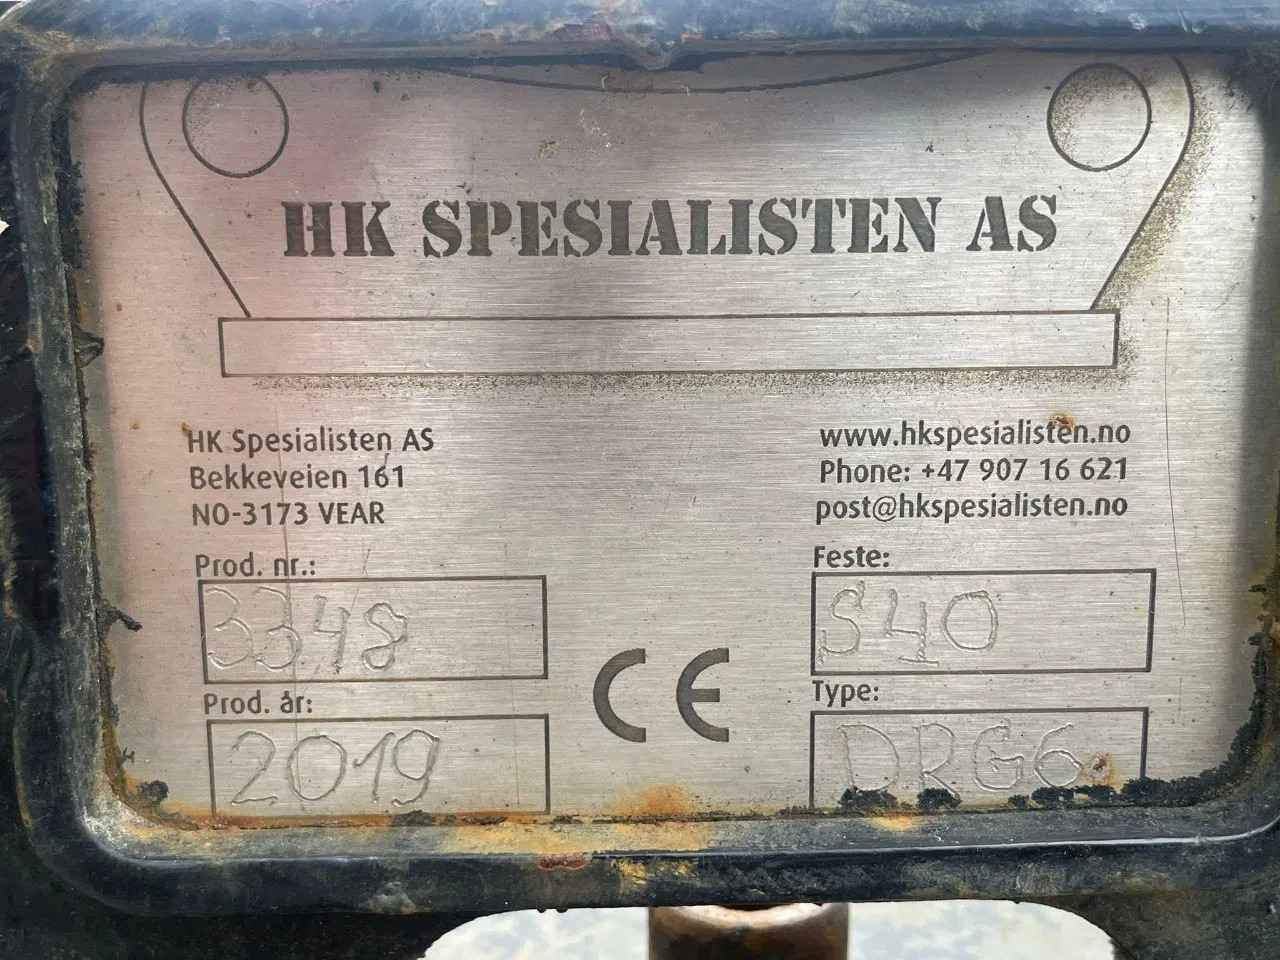 HK SPESIALISTEN AS
HK Spesialisten AS
Bekkeveien 161
NO-3173 VEAR
www.hkspesialisten.no
Phone: +47 907 16 621
post@hkspesialisten.no
Prod. nr.:
3348
Prod. år:
2019
CE
Feste:
S40
Type:
DRG6